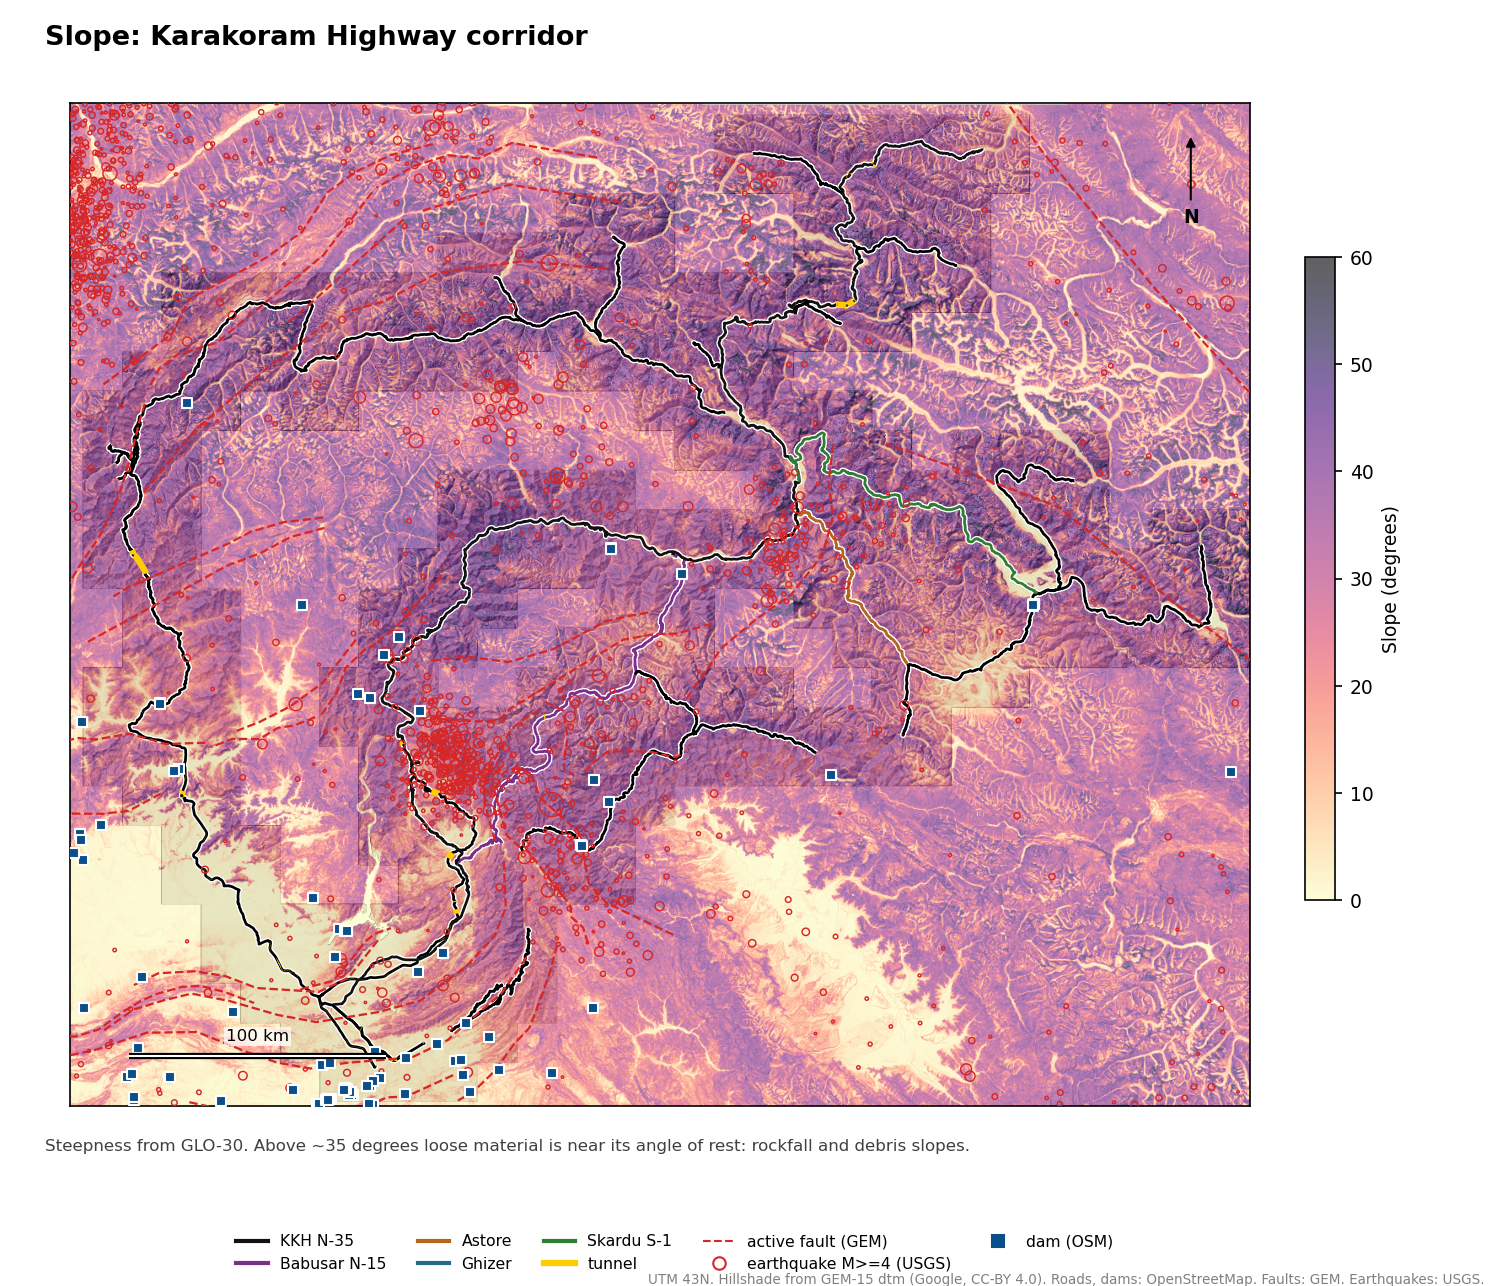 Slope: Karakoram Highway corridor
N
100 km
60
50
40
30
20
10
0
Slope (degrees)
Steepness from GLO-30. Above ~35 degrees loose material is near its angle of rest: rockfall and debris slopes.
KKH N-35
Astore
Skardu S-1
active fault (GEM)
dam (OSM)
Babusar N-15
Ghizer
tunnel
earthquake M>=4 (USGS)
UTM 43N. Hillshade from GEM-15 dtm (Google, CC-BY 4.0). Roads, dams: OpenStreetMap. Faults: GEM. Earthquakes: USGS.